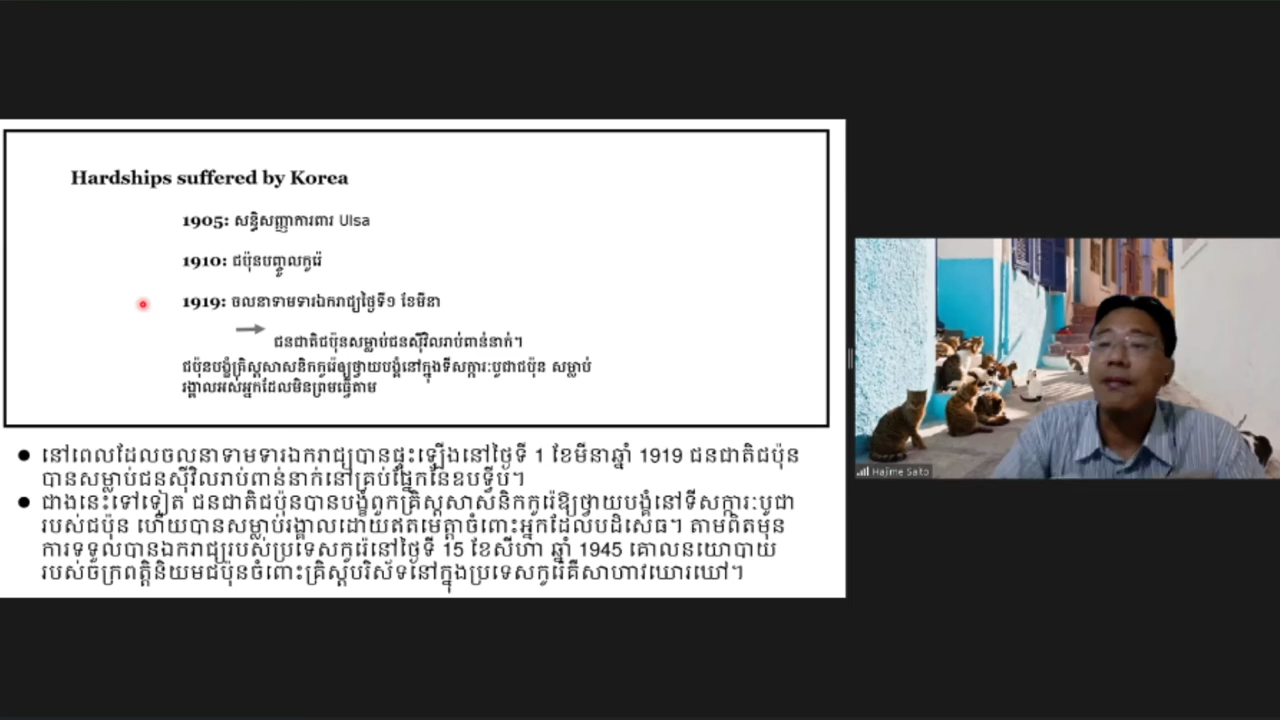 Hardships suffered by Korea
1905: សន្ធិសញ្ញាការពារ Ulsa
1910: ជប៉ុនបញ្ចូលកូរ៉េ
1919: ចលនាទាមទារឯករាជ្យថ្ងៃទី១ ខែមីនា
ជនជាតិជប៉ុនសម្លាប់ជនស៊ីវិលរាប់ពាន់នាក់។
ជប៉ុនបង្ខំគ្រិស្តសាសនិកកូរ៉េឲ្យថ្វាយបង្គំនៅក្នុងទីសក្ការៈបូជាជប៉ុន សម្លាប់
រង្គាលអស់អ្នកដែលមិនព្រមធ្វើតាម
● នៅពេលដែលចលនាទាមទារឯករាជ្យបានផ្ទុះឡើងនៅថ្ងៃទី 1 ខែមីនាឆ្នាំ 1919 ជនជាតិជប៉ុន
បានសម្លាប់ជនស៊ីវិលរាប់ពាន់នាក់នៅគ្រប់ផ្នែកនៃឧបទ្វីប។
● ជាងនេះទៅទៀត ជនជាតិជប៉ុនបានបង្ខំពួកគ្រិស្តសាសនិកកូរ៉េឱ្យថ្វាយបង្គំនៅទីសក្ការៈបូជា
របស់ជប៉ុន ហើយបានសម្លាប់រង្គាលដោយឥតមេត្តាចំពោះអ្នកដែលបដិសេធ។ តាមពិតមុន
ការទទួលបានឯករាជ្យរបស់ប្រទេសកូរ៉េនៅថ្ងៃទី 15 ខែសីហា ឆ្នាំ 1945 គោលនយោបាយ
របស់ចក្រពត្តិនិយមជប៉ុនចំពោះគ្រិស្តបរិស័ទនៅក្នុងប្រទេសកូរ៉េគឺសាហាវឃោរឃៅ។
Hajime Sato